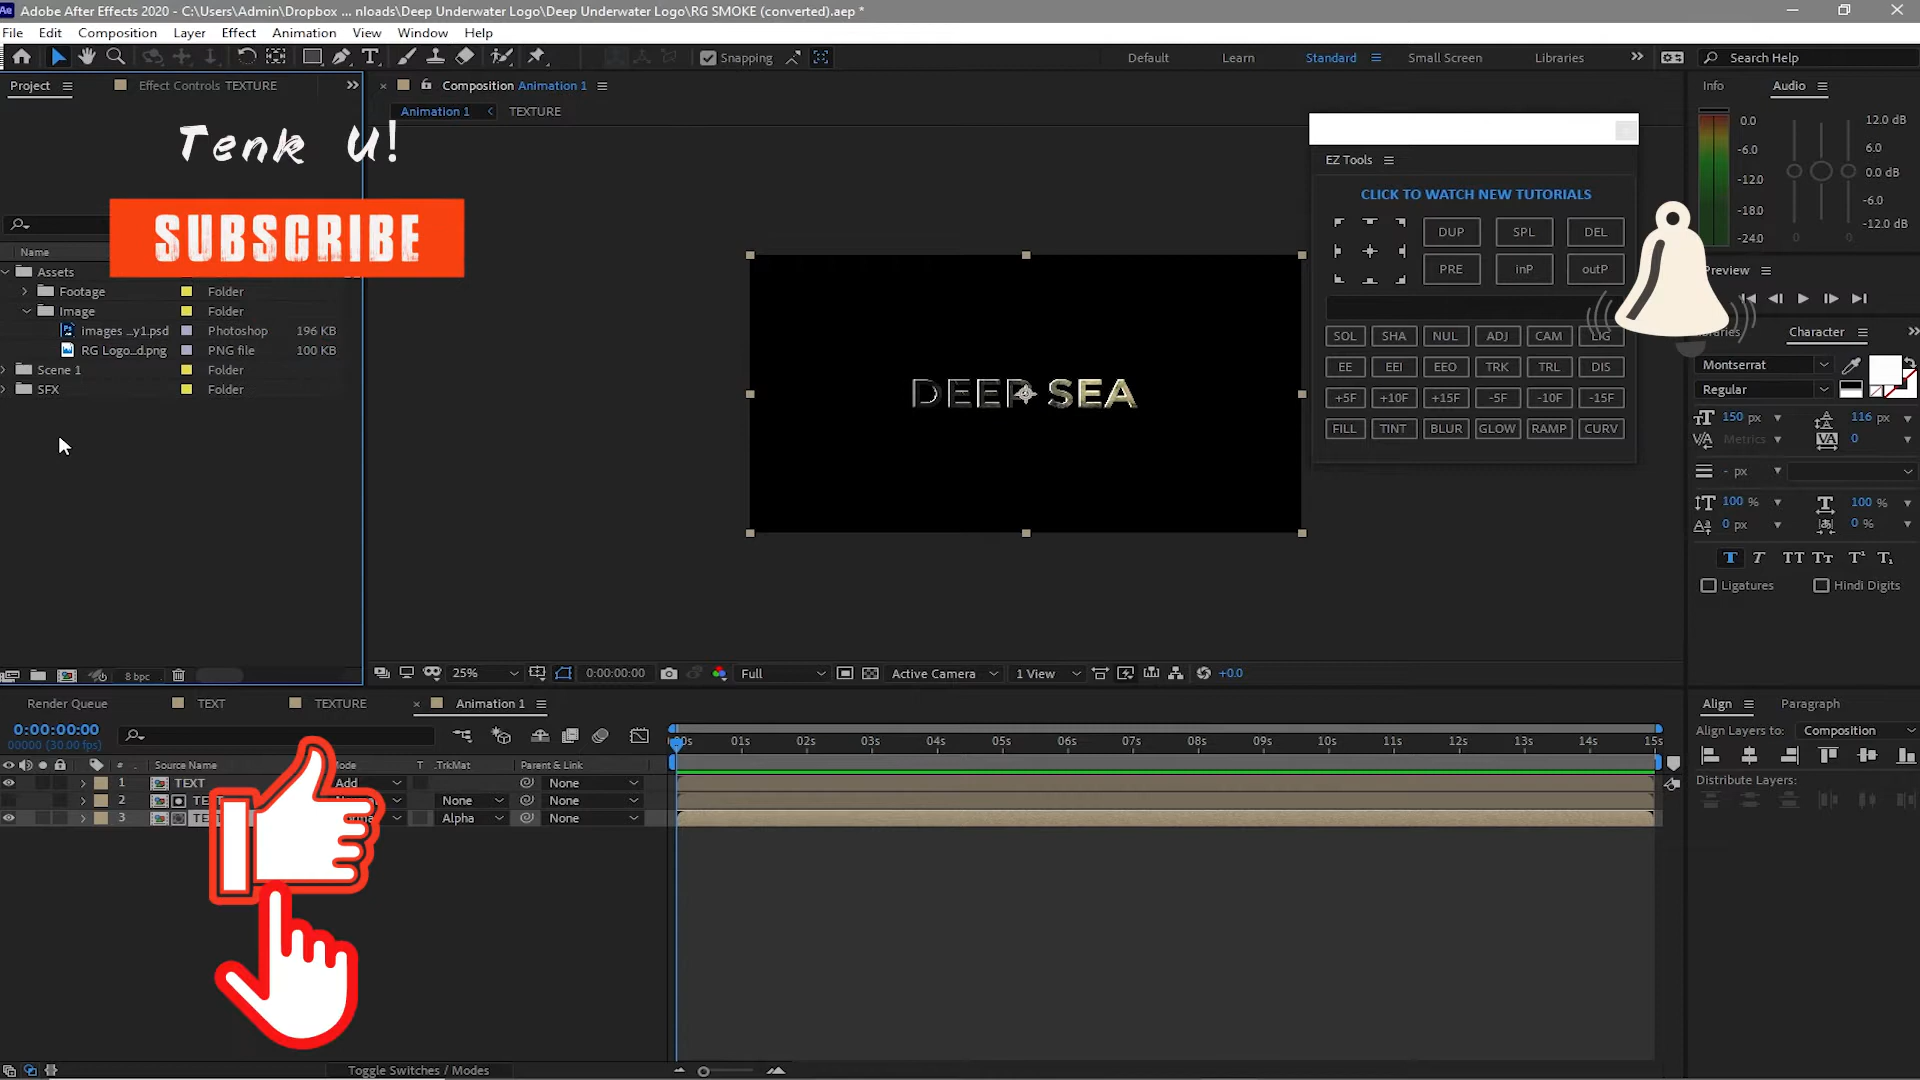 Adobe After Effects 2020 - C:\Users\Admin\Dropbox ... nloads\Deep Underwater Logo\Deep Underwater Logo\RG SMOKE (converted).aep *
File Edit Composition Layer Effect Animation View Window Help
Snapping Default Learn Standard Small Screen Libraries Search Help
Project Effect Controls TEXTURE Composition Animation 1 Info Audio
Animation 1 TEXTURE
Tenk U!
SUBSCRIBE
Name
Assets
Footage Folder
Image Folder
images ...y1.psd Photoshop 196 KB
RG Logo...d.png PNG file 100 KB
Scene 1 Folder
SFX Folder
8 bpc
DEEP SEA
EZ Tools
CLICK TO WATCH NEW TUTORIALS
DUP SPL DEL
PRE inP outP
SOL SHA NUL ADJ CAM LIG
EE EEI EEO TRK TRL DIS
+5F +10F +15F -5F -10F -15F
FILL TINT BLUR GLOW RAMP CURV
0.0 12.0 dB
-6.0 6.0
-12.0 0.0 dB
-18.0 -6.0
-24.0 0 0 -12.0 dB
Preview
Character
Montserrat
Regular
150 px 116 px
Metrics 0
- px
100 % 100 %
0 px 0 %
Ligatures Hindi Digits
25% 0:00:00:00 Full Active Camera 1 View +0.0
Render Queue TEXT TEXTURE Animation 1
0:00:00:00
00000 (30.00 fps)
01s 02s 03s 04s 05s 06s 07s 08s 09s 10s 11s 12s 13s 14s 15s
# Source Name Mode T .TrkMat Parent & Link
1 TEXT Add None
2 None None
3 Alpha None
Toggle Switches / Modes
Align Paragraph
Align Layers to: Composition
Distribute Layers: